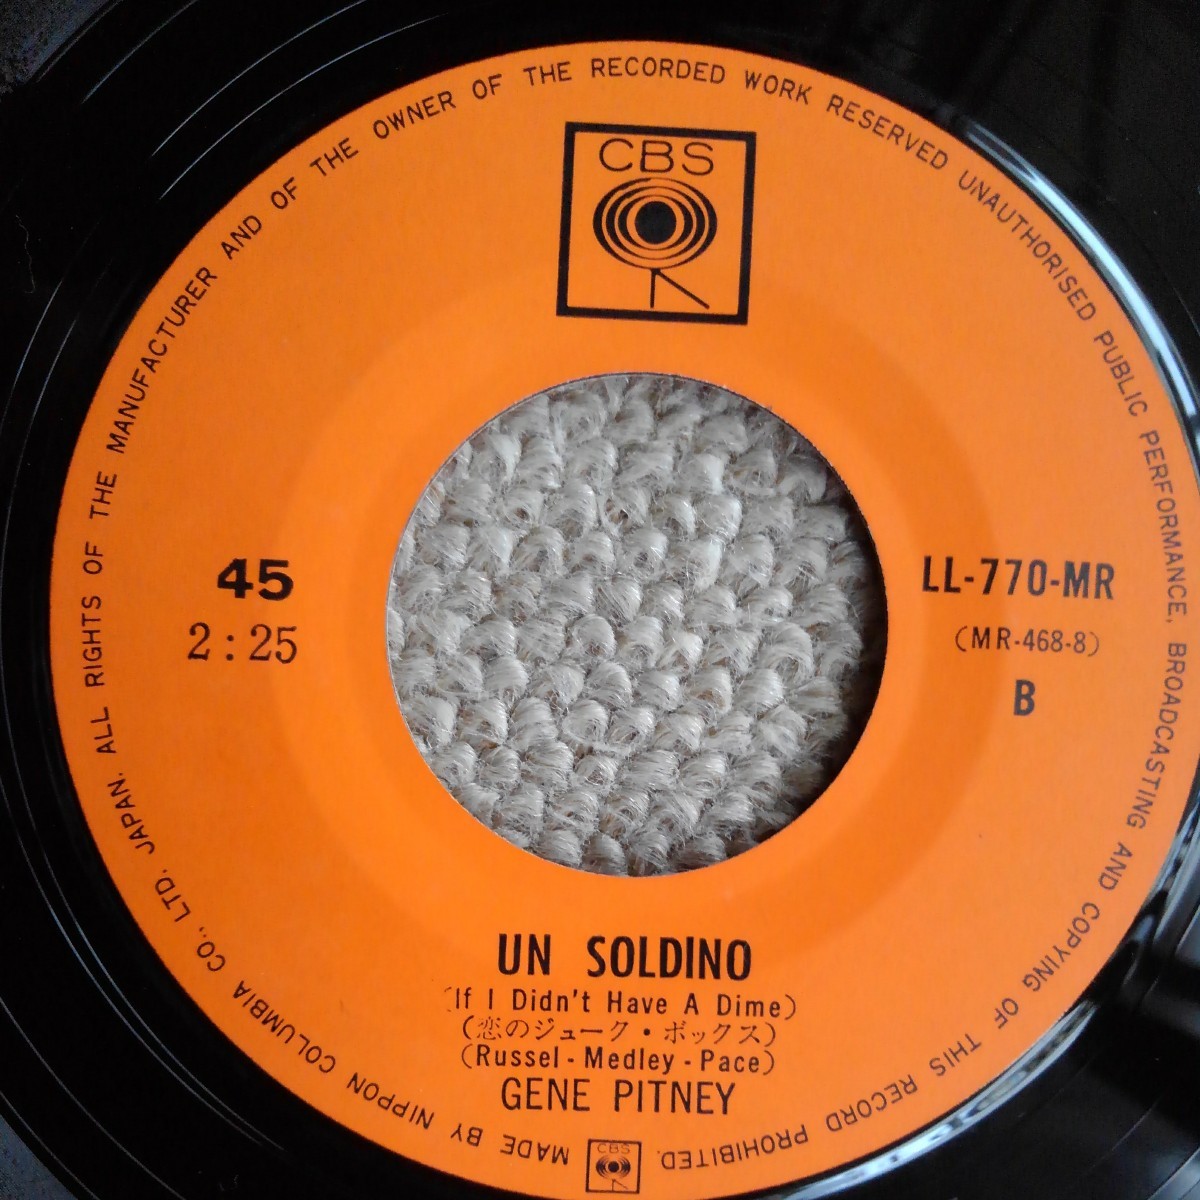 CBS
45
2:25
LL-770-MR
(MR-468-8)
B
UN SOLDINO
(If I Didn't Have A Dime)
(恋のジューク・ボックス)
(Russel-Medley-Pace)
GENE PITNEY
CBS
MADE BY NIPPON COLUMBIA CO., LTD. JAPAN. ALL RIGHTS OF THE MANUFACTURER AND OF THE OWNER OF THE RECORDED WORK RESERVED UNAUTHORISED PUBLIC PERFORMANCE, BROADCASTING AND COPYING OF THIS RECORD PROHIBITED.